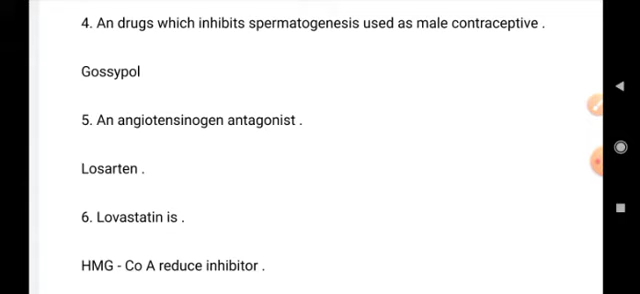 4. An drugs which inhibits spermatogenesis used as male contraceptive .
Gossypol
5. An angiotensinogen antagonist .
Losarten .
6. Lovastatin is .
HMG - Co A reduce inhibitor .